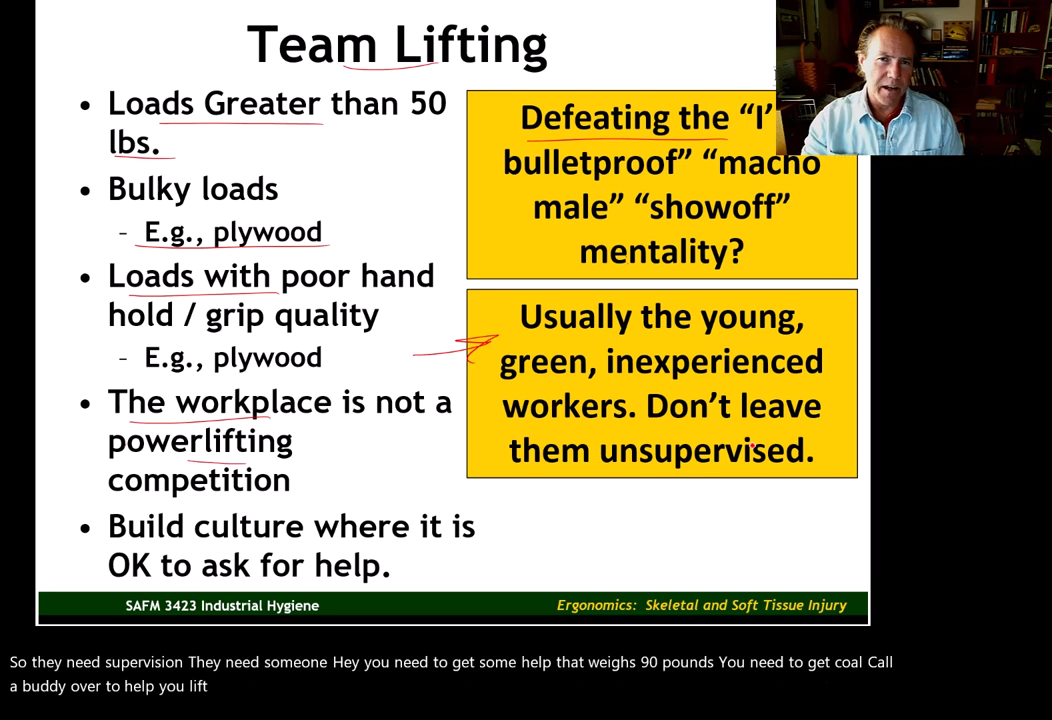 Team Lifting
• Loads Greater than 50
lbs.
• Bulky loads
– E.g., plywood
• Loads with poor hand
hold / grip quality
– E.g., plywood
• The workplace is not a
powerlifting
competition
• Build culture where it is
OK to ask for help.
Defeating the “I’
bulletproof” “macho
male” “showoff”
mentality?
Usually the young,
green, inexperienced
workers. Don’t leave
them unsupervised.
SAFM 3423 Industrial Hygiene
Ergonomics: Skeletal and Soft Tissue Injury
So they need supervision They need someone Hey you need to get some help that weighs 90 pounds You need to get coal Call
a buddy over to help you lift